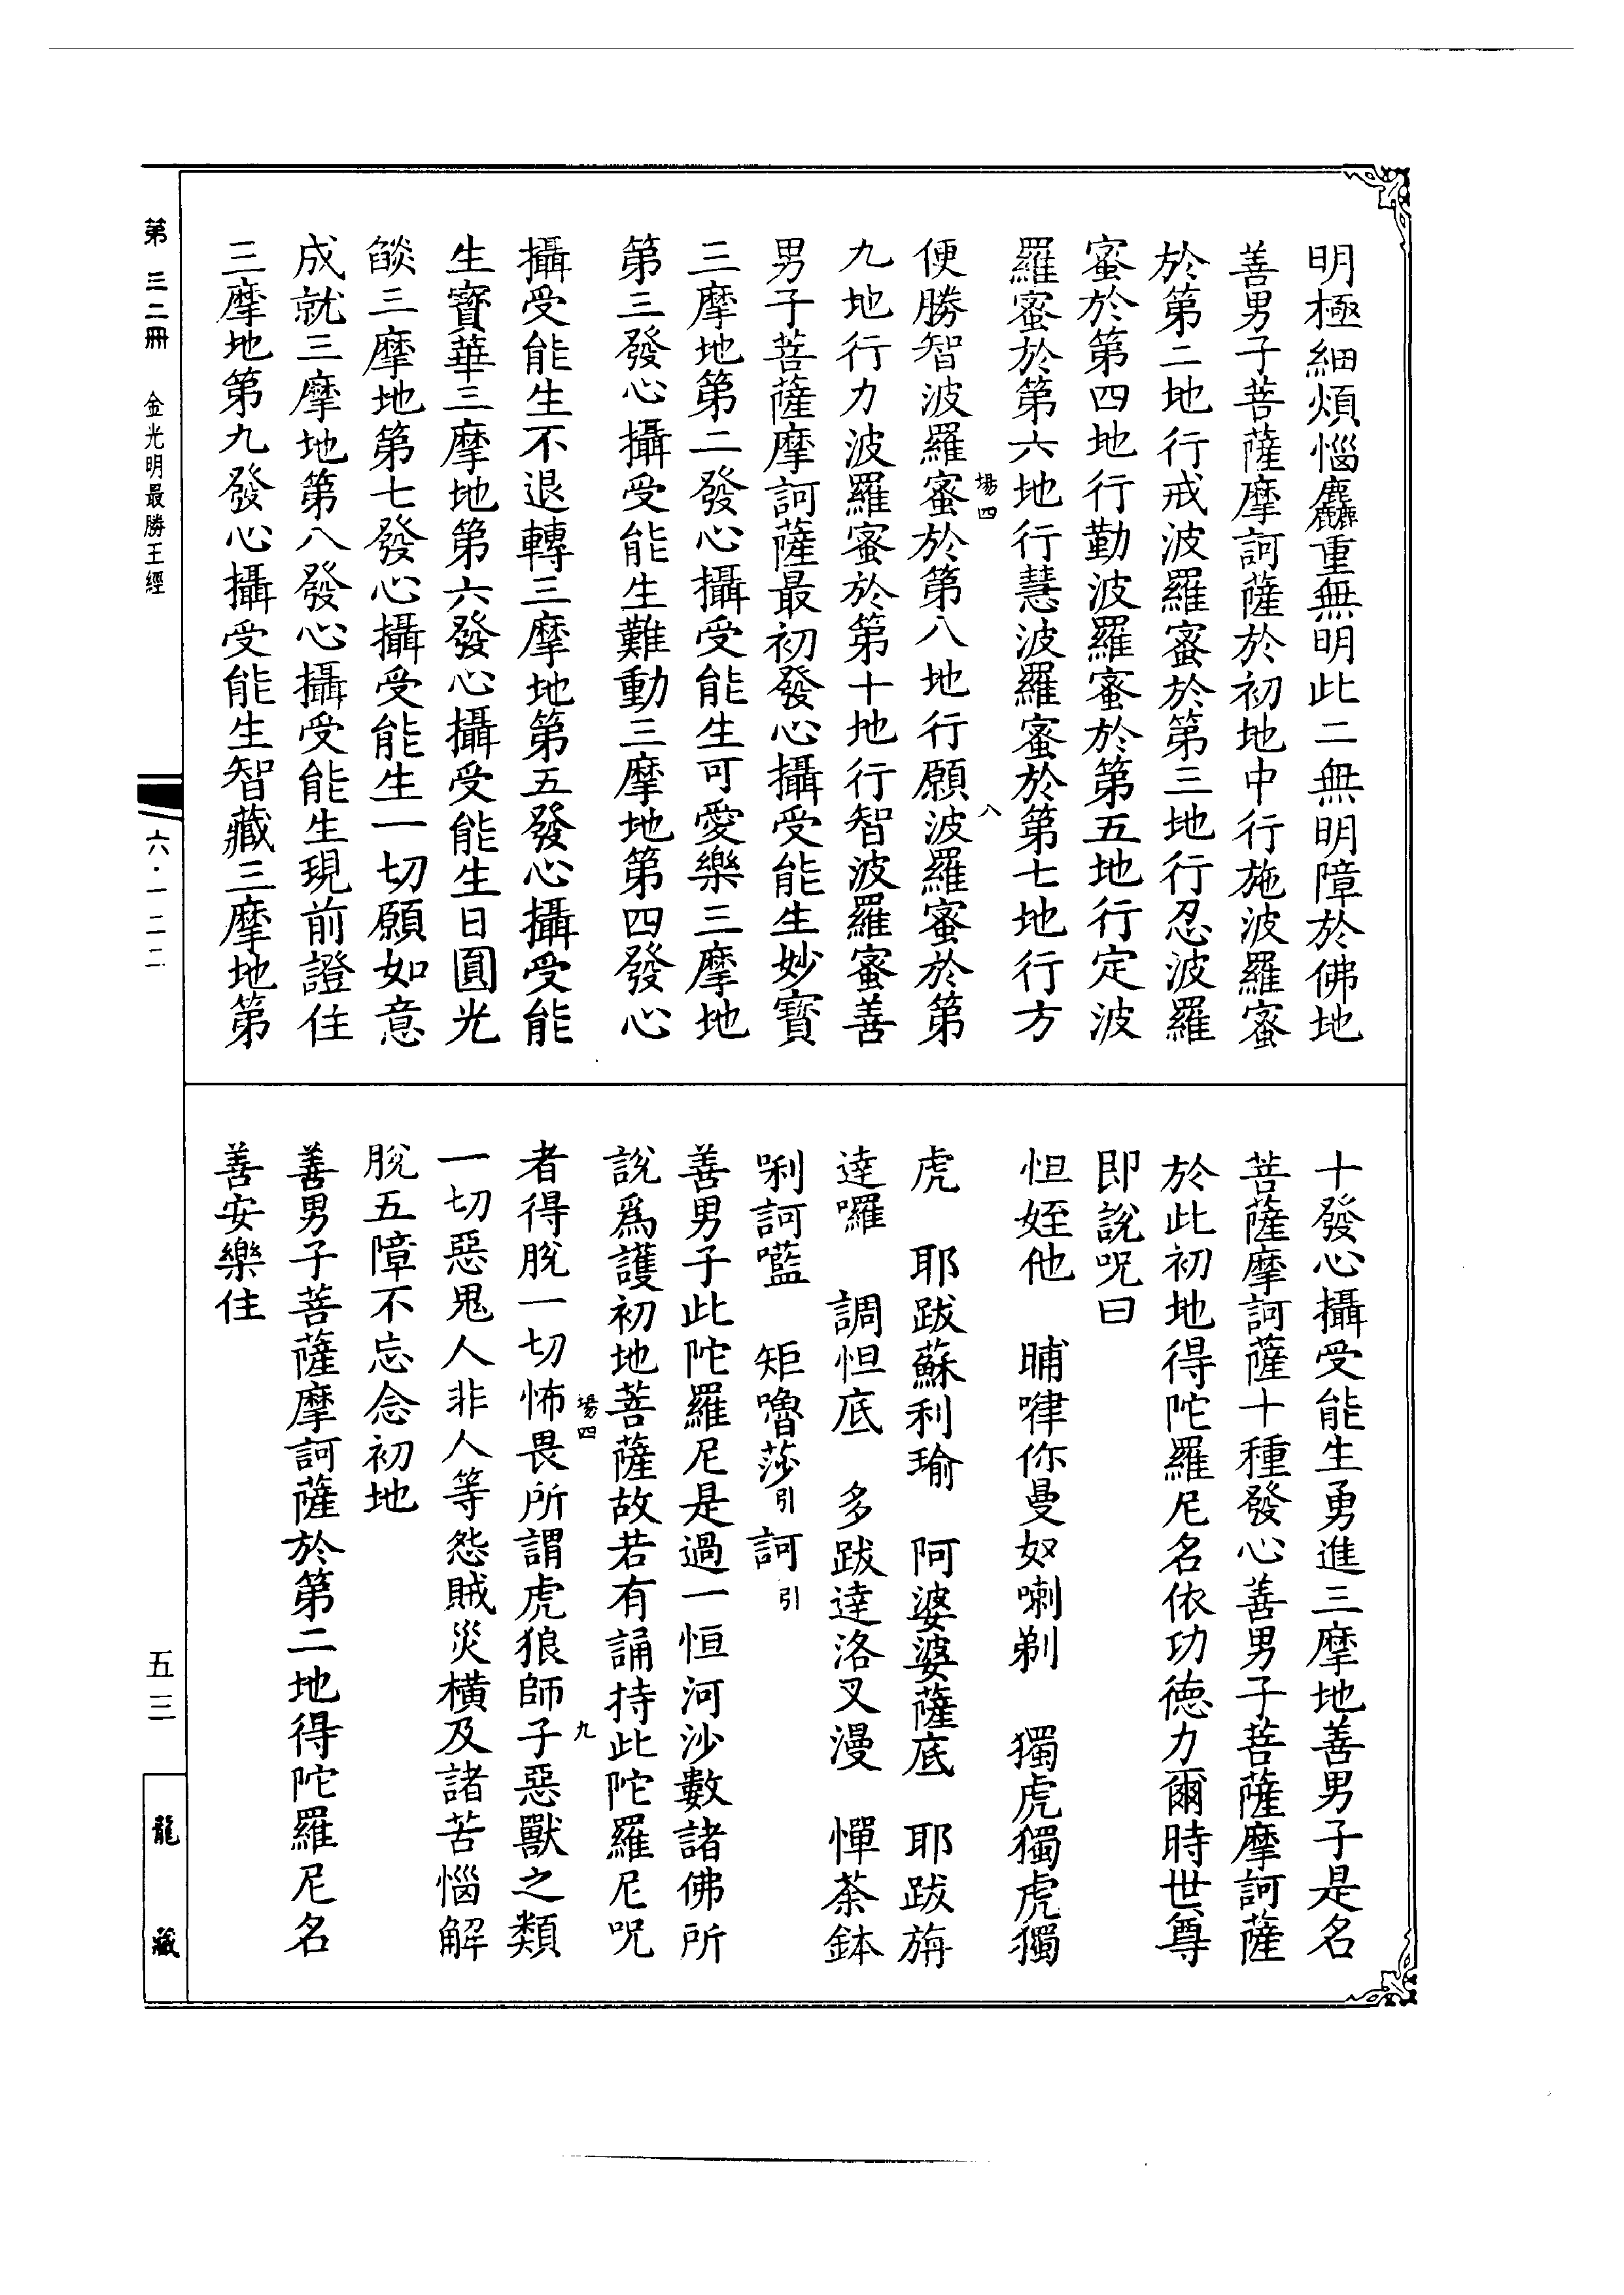 明極細煩惱麤重無明此二無明障於佛地
善男子菩薩摩訶薩於初地中行施波羅蜜
於第二地行戒波羅蜜於第三地行忍波羅
蜜於第四地行勤波羅蜜於第五地行定波
羅蜜於第六地行慧波羅蜜於第七地行方
場四 八
便勝智波羅蜜於第八地行願波羅蜜於第
九地行力波羅蜜於第十地行智波羅蜜善
男子菩薩摩訶薩最初發心攝受能生妙寶
三摩地第二發心攝受能生可愛樂三摩地
第三發心攝受能生難動三摩地第四發心
攝受能生不退轉三摩地第五發心攝受能
生寶華三摩地第六發心攝受能生日圓光
燄三摩地第七發心攝受能生一切願如意
成就三摩地第八發心攝受能生現前證住
三摩地第九發心攝受能生智藏三摩地第
十發心攝受能生勇進三摩地善男子是名
菩薩摩訶薩十種發心善男子菩薩摩訶薩
於此初地得陀羅尼名依功德力爾時世尊
即說呪曰
怛姪他 晡㗚你曼奴喇剃 獨虎獨虎獨
虎 耶跋蘇利瑜 阿婆婆薩底 耶跋旃
達囉 調怛底 多跋達洛叉漫 憚荼鉢
唎訶嚂 矩嚕莎引訶引
善男子此陀羅尼是過一恒河沙數諸佛所
說爲護初地菩薩故若有誦持此陀羅尼呪
場四 九
者得脫一切怖畏所謂虎狼師子惡獸之類
一切惡鬼人非人等怨賊災橫及諸苦惱解
脫五障不忘念初地
善男子菩薩摩訶薩於第二地得陀羅尼名
善安樂住
第三二冊 金光明最勝王經
六·一二二
五三
龍藏